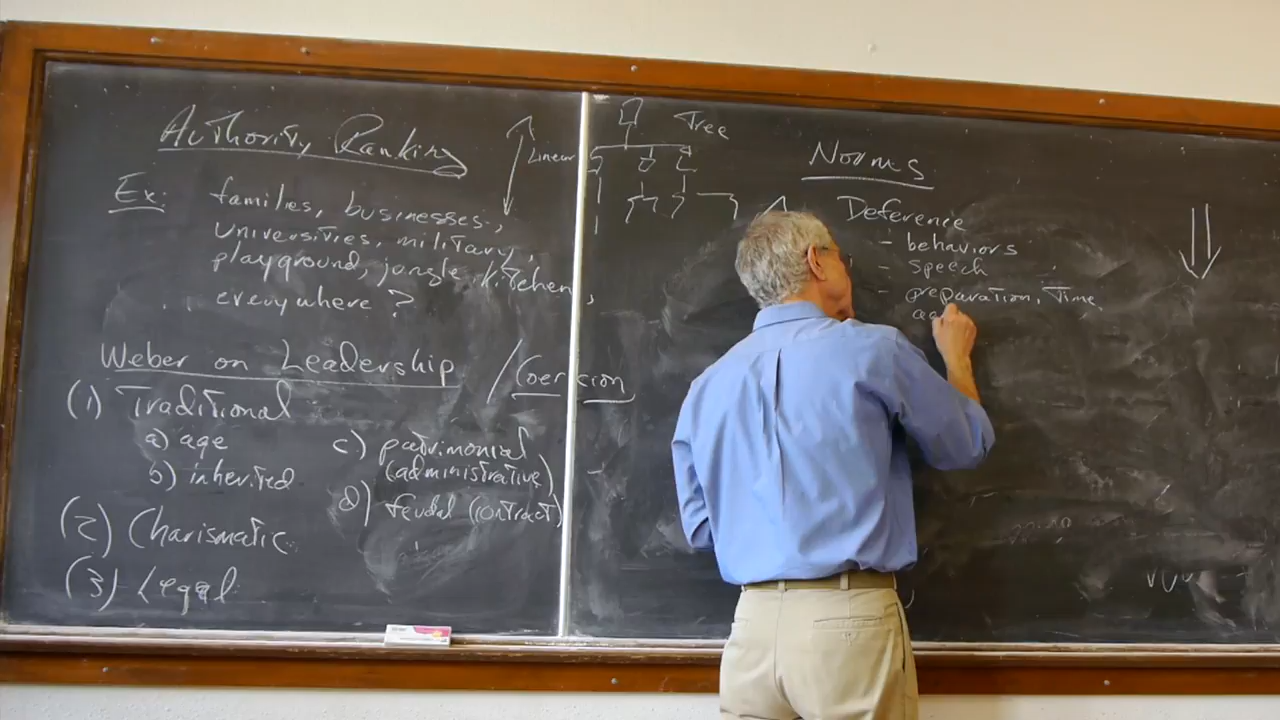 Authority Ranking
Linear
Ex: families, businesses,
universities, military,
playground, jungle, kitchen,
everywhere?
Weber on Leadership / Coercion
(1) Traditional
a) age
b) inherited
c) patrimonial
(administrative)
d) feudal (contract)
(2) Charismatic
(3) Legal
Tree
Norms
Deference
- behaviors
- speech
- preparation, Time